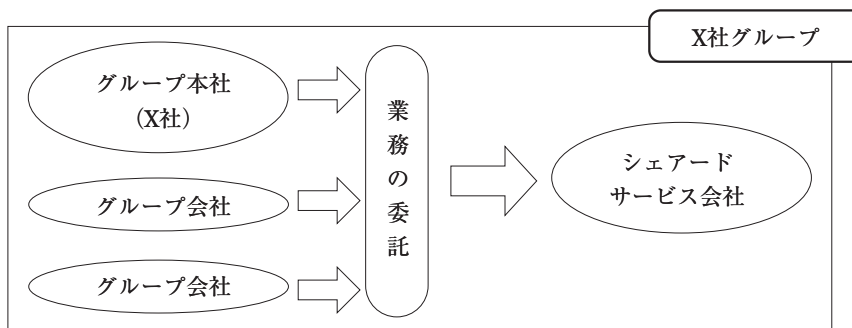 X社グループ
グループ本社
(X社)
グループ会社
グループ会社
業務の委託
シェアード
サービス会社